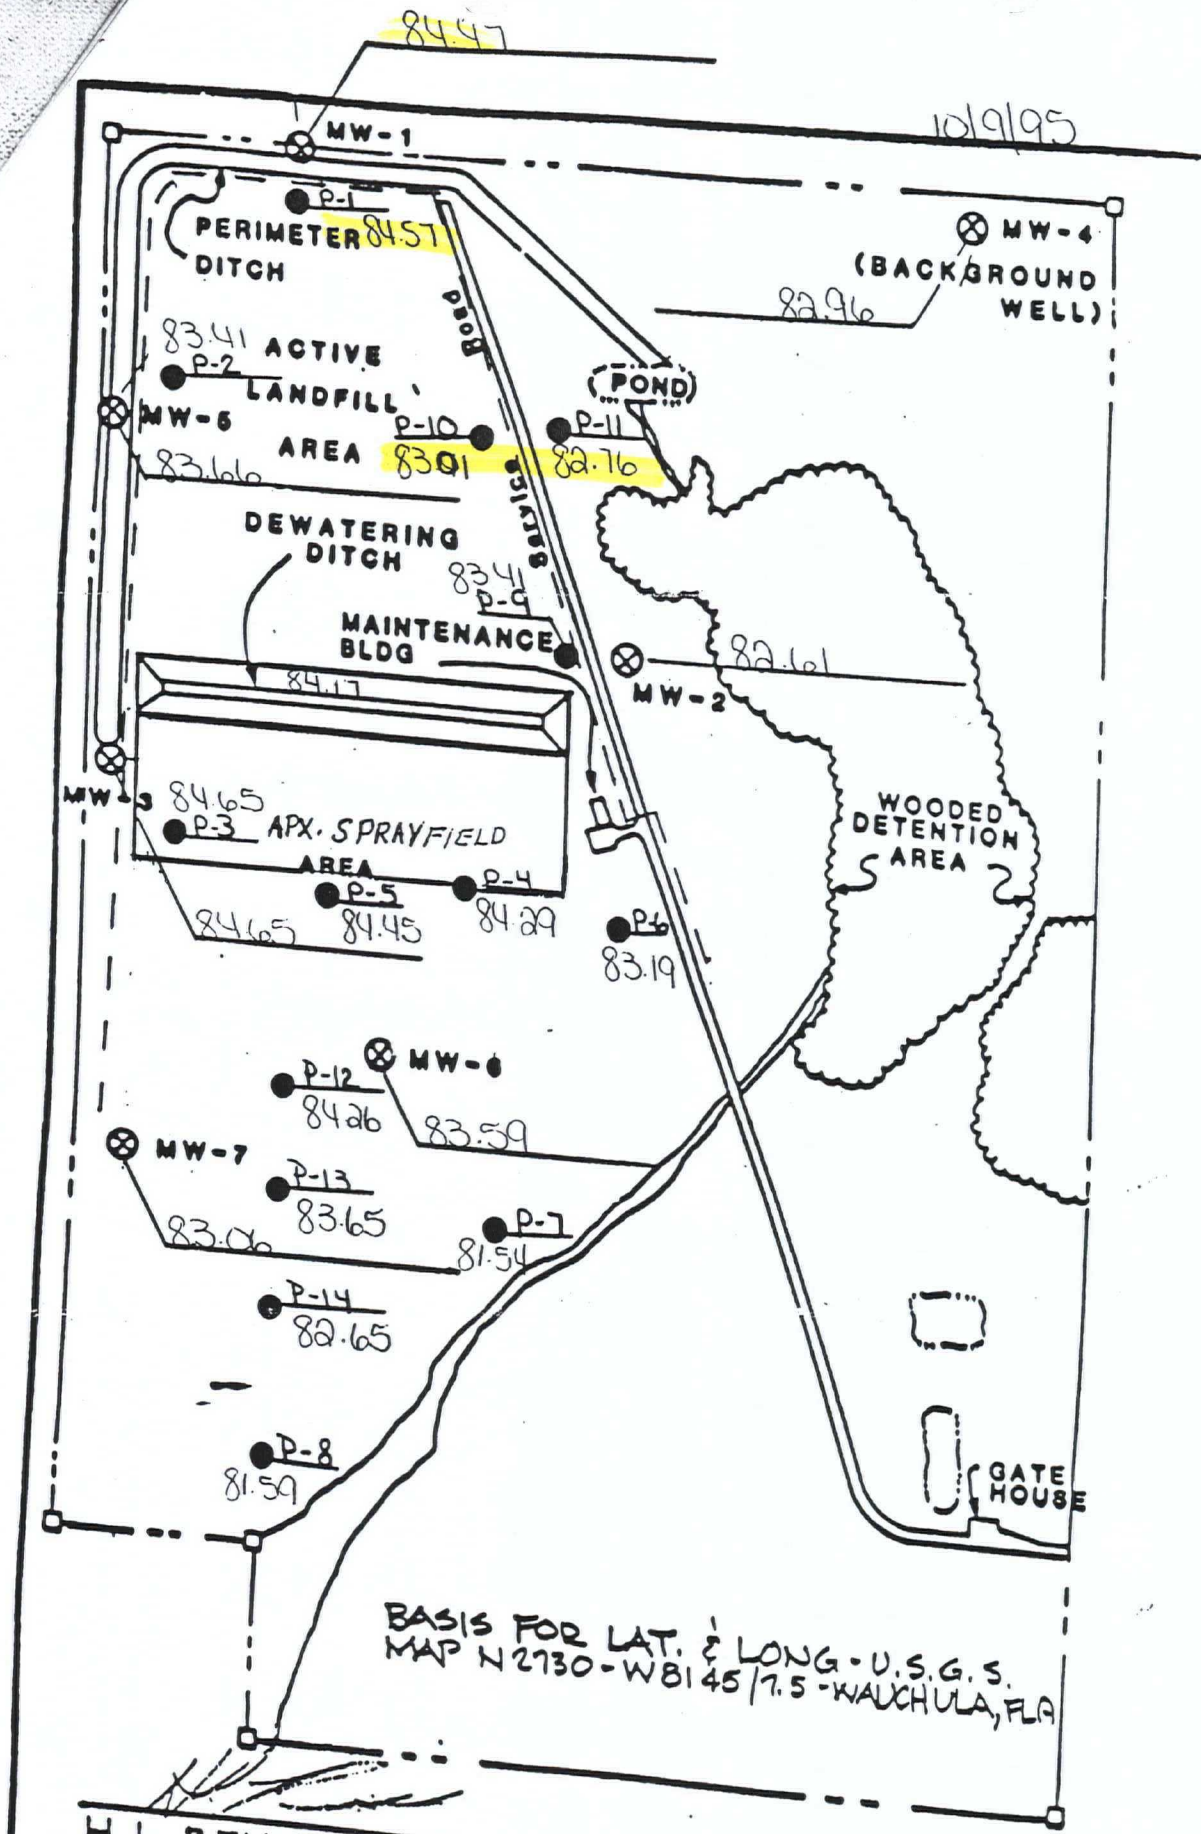 84.47
10/9/95
MW-1
P-1
84.57
PERIMETER
DITCH
MW-4
(BACKGROUND
WELL)
82.96
Road
83.41
P-2
ACTIVE
LANDFILL
AREA
MW-5
83.66
(POND)
P-10
83.01
P-11
82.76
Service
DEWATERING
DITCH
83.41
P-9
MAINTENANCE
BLDG
84.17
82.61
MW-2
MW-3
84.65
P-3
APX. SPRAYFIELD
AREA
WOODED
DETENTION
AREA
P-5
84.45
P-4
84.29
84.65
P-6
83.19
P-12
84.26
MW-6
83.59
MW-7
P-13
83.65
83.06
P-7
81.54
P-14
82.65
P-8
81.59
GATE
HOUSE
BASIS FOR LAT. & LONG - U.S.G.S.
MAP N2730-W8145/7.5-WAUCHULA, FLA